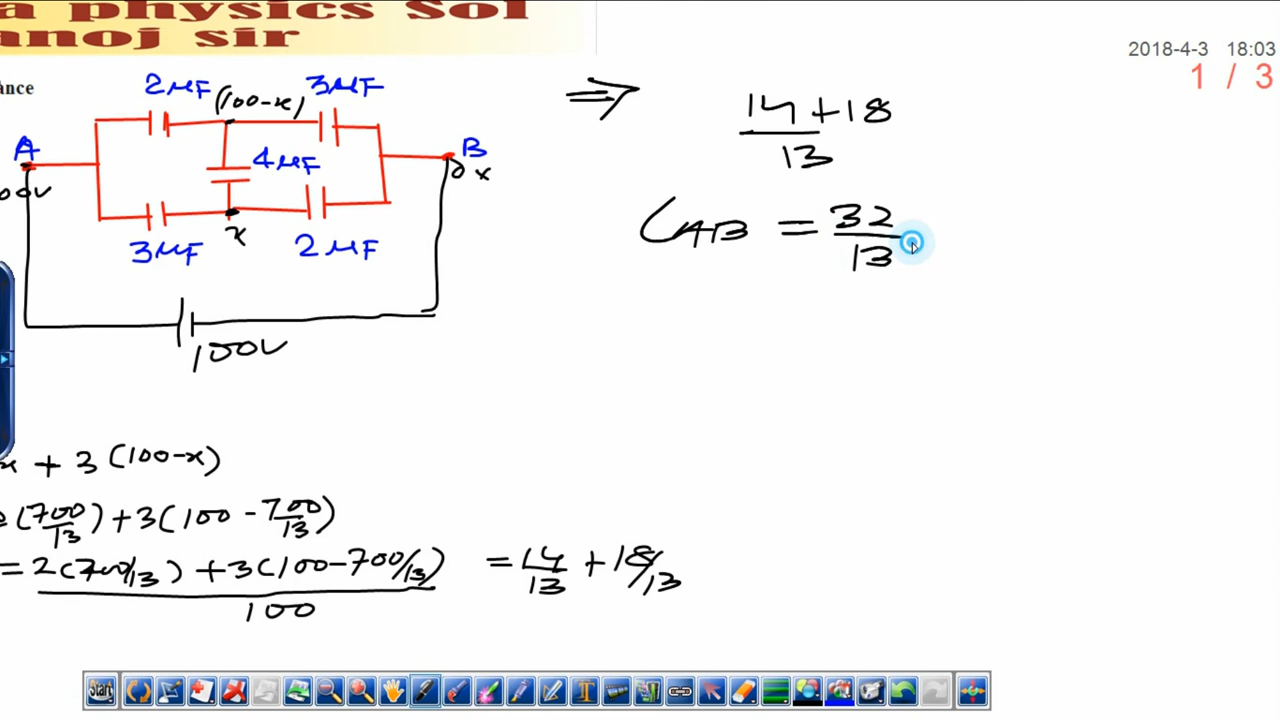 a physics Sol
anoj sir
2018-4-3 18:03
1 / 3
ance
2μF
(100-x)
3μF
A
4μF
B
00V
0x
x
3μF
2μF
100V
⇒ 14+18
13
CAB = 32
13
x + 3 (100-x)
(700/13) + 3(100 - 700/13)
= 2(700/13) + 3(100-700/13) = 14/13 + 18/13
100
Start
T